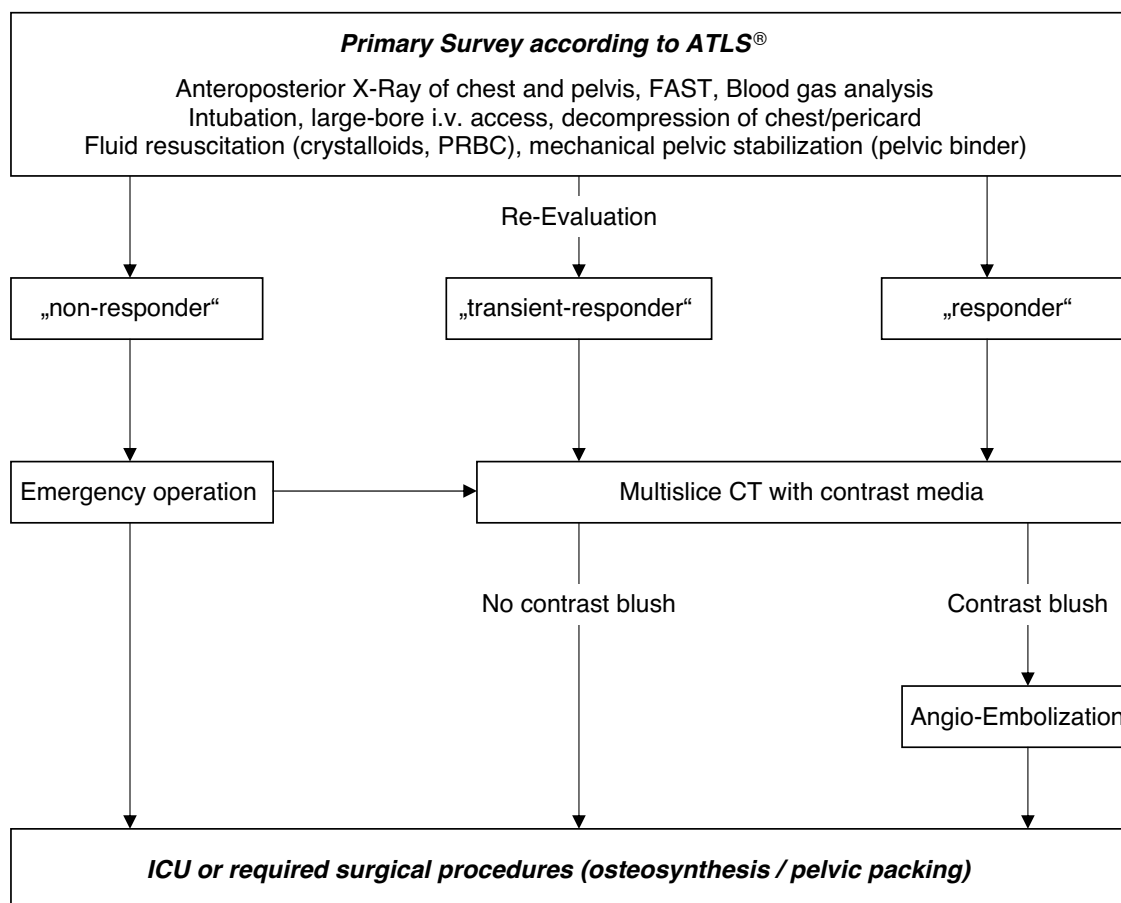 Primary Survey according to ATLS®
Anteroposterior X-Ray of chest and pelvis, FAST, Blood gas analysis
Intubation, large-bore i.v. access, decompression of chest/pericard
Fluid resuscitation (crystalloids, PRBC), mechanical pelvic stabilization (pelvic binder)
Re-Evaluation
„non-responder“
„transient-responder“
„responder“
Emergency operation
Multislice CT with contrast media
No contrast blush
Contrast blush
Angio-Embolization
ICU or required surgical procedures (osteosynthesis / pelvic packing)